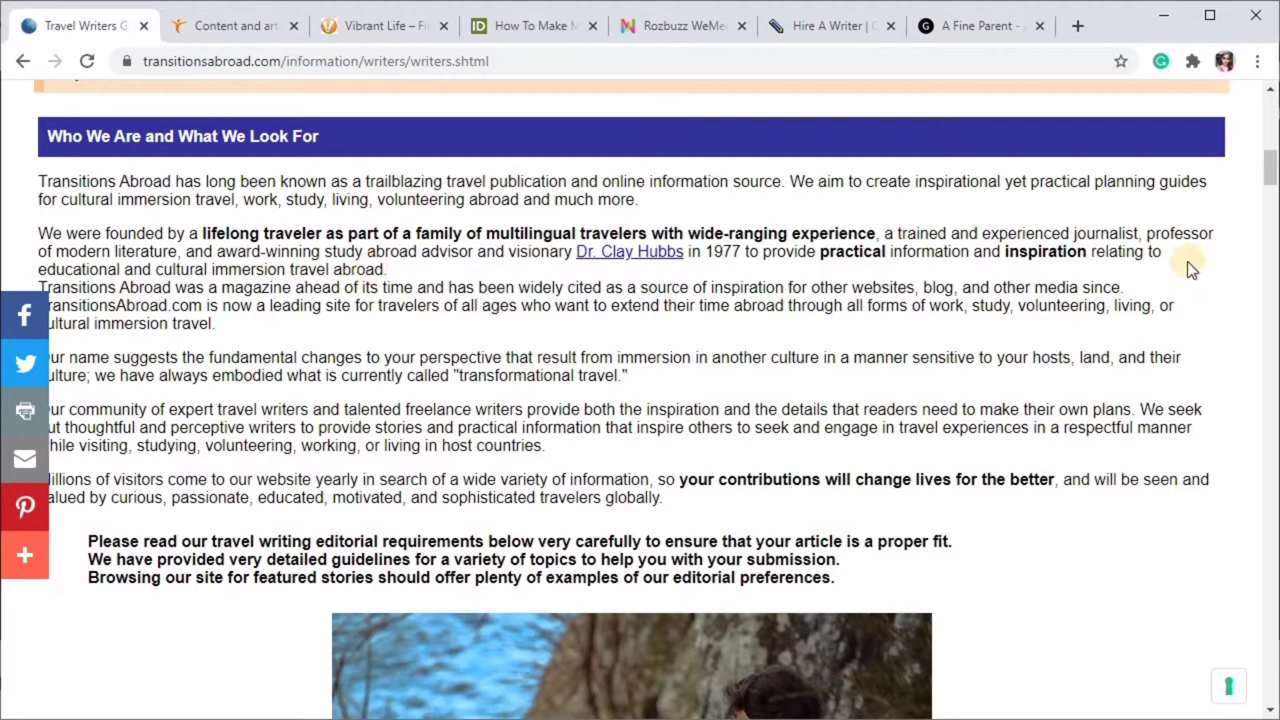 Travel Writers G
Content and art
Vibrant Life – Fi
How To Make M
Rozbuzz WeMe
Hire A Writer | C
A Fine Parent -
transitionsabroad.com/information/writers/writers.shtml
Who We Are and What We Look For
Transitions Abroad has long been known as a trailblazing travel publication and online information source. We aim to create inspirational yet practical planning guides
for cultural immersion travel, work, study, living, volunteering abroad and much more.
We were founded by a lifelong traveler as part of a family of multilingual travelers with wide-ranging experience, a trained and experienced journalist, professor
of modern literature, and award-winning study abroad advisor and visionary Dr. Clay Hubbs in 1977 to provide practical information and inspiration relating to
educational and cultural immersion travel abroad.
Transitions Abroad was a magazine ahead of its time and has been widely cited as a source of inspiration for other websites, blog, and other media since.
ransitionsAbroad.com is now a leading site for travelers of all ages who want to extend their time abroad through all forms of work, study, volunteering, living, or
ultural immersion travel.
ur name suggests the fundamental changes to your perspective that result from immersion in another culture in a manner sensitive to your hosts, land, and their
ulture; we have always embodied what is currently called "transformational travel."
ur community of expert travel writers and talented freelance writers provide both the inspiration and the details that readers need to make their own plans. We seek
ut thoughtful and perceptive writers to provide stories and practical information that inspire others to seek and engage in travel experiences in a respectful manner
hile visiting, studying, volunteering, working, or living in host countries.
illions of visitors come to our website yearly in search of a wide variety of information, so your contributions will change lives for the better, and will be seen and
alued by curious, passionate, educated, motivated, and sophisticated travelers globally.
Please read our travel writing editorial requirements below very carefully to ensure that your article is a proper fit.
We have provided very detailed guidelines for a variety of topics to help you with your submission.
Browsing our site for featured stories should offer plenty of examples of our editorial preferences.